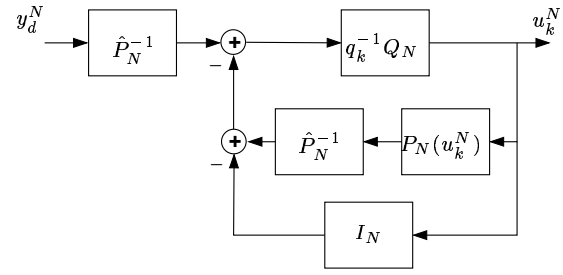 $y_d^N$
$\hat{P}_N^{-1}$
+
−
$q_k^{-1} Q_N$
$u_k^N$
+
−
$\hat{P}_N^{-1}$
$P_N(u_k^N)$
$I_N$